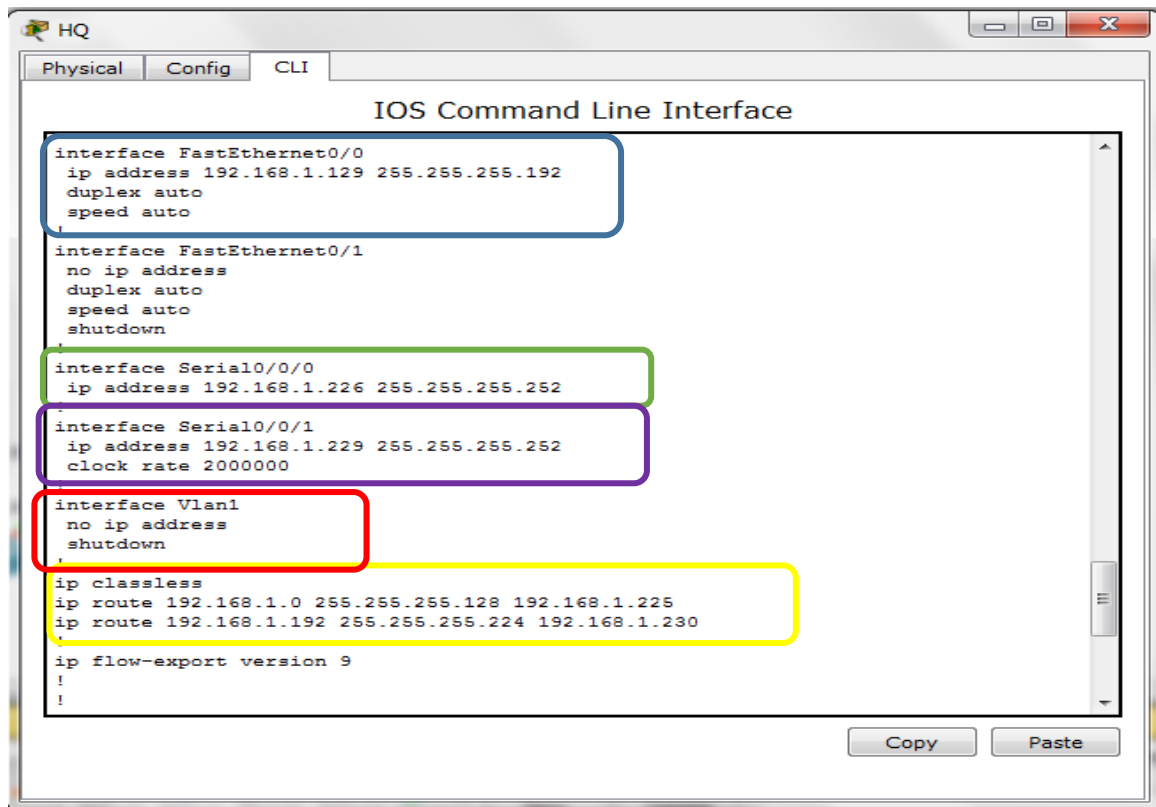 HQ
Physical Config CLI
IOS Command Line Interface
interface FastEthernet0/0
ip address 192.168.1.129 255.255.255.192
duplex auto
speed auto
!
interface FastEthernet0/1
no ip address
duplex auto
speed auto
shutdown
!
interface Serial0/0/0
ip address 192.168.1.226 255.255.255.252
!
interface Serial0/0/1
ip address 192.168.1.229 255.255.255.252
clock rate 2000000
!
interface Vlan1
no ip address
shutdown
!
ip classless
ip route 192.168.1.0 255.255.255.128 192.168.1.225
ip route 192.168.1.192 255.255.255.224 192.168.1.230
!
ip flow-export version 9
!
!
Copy Paste